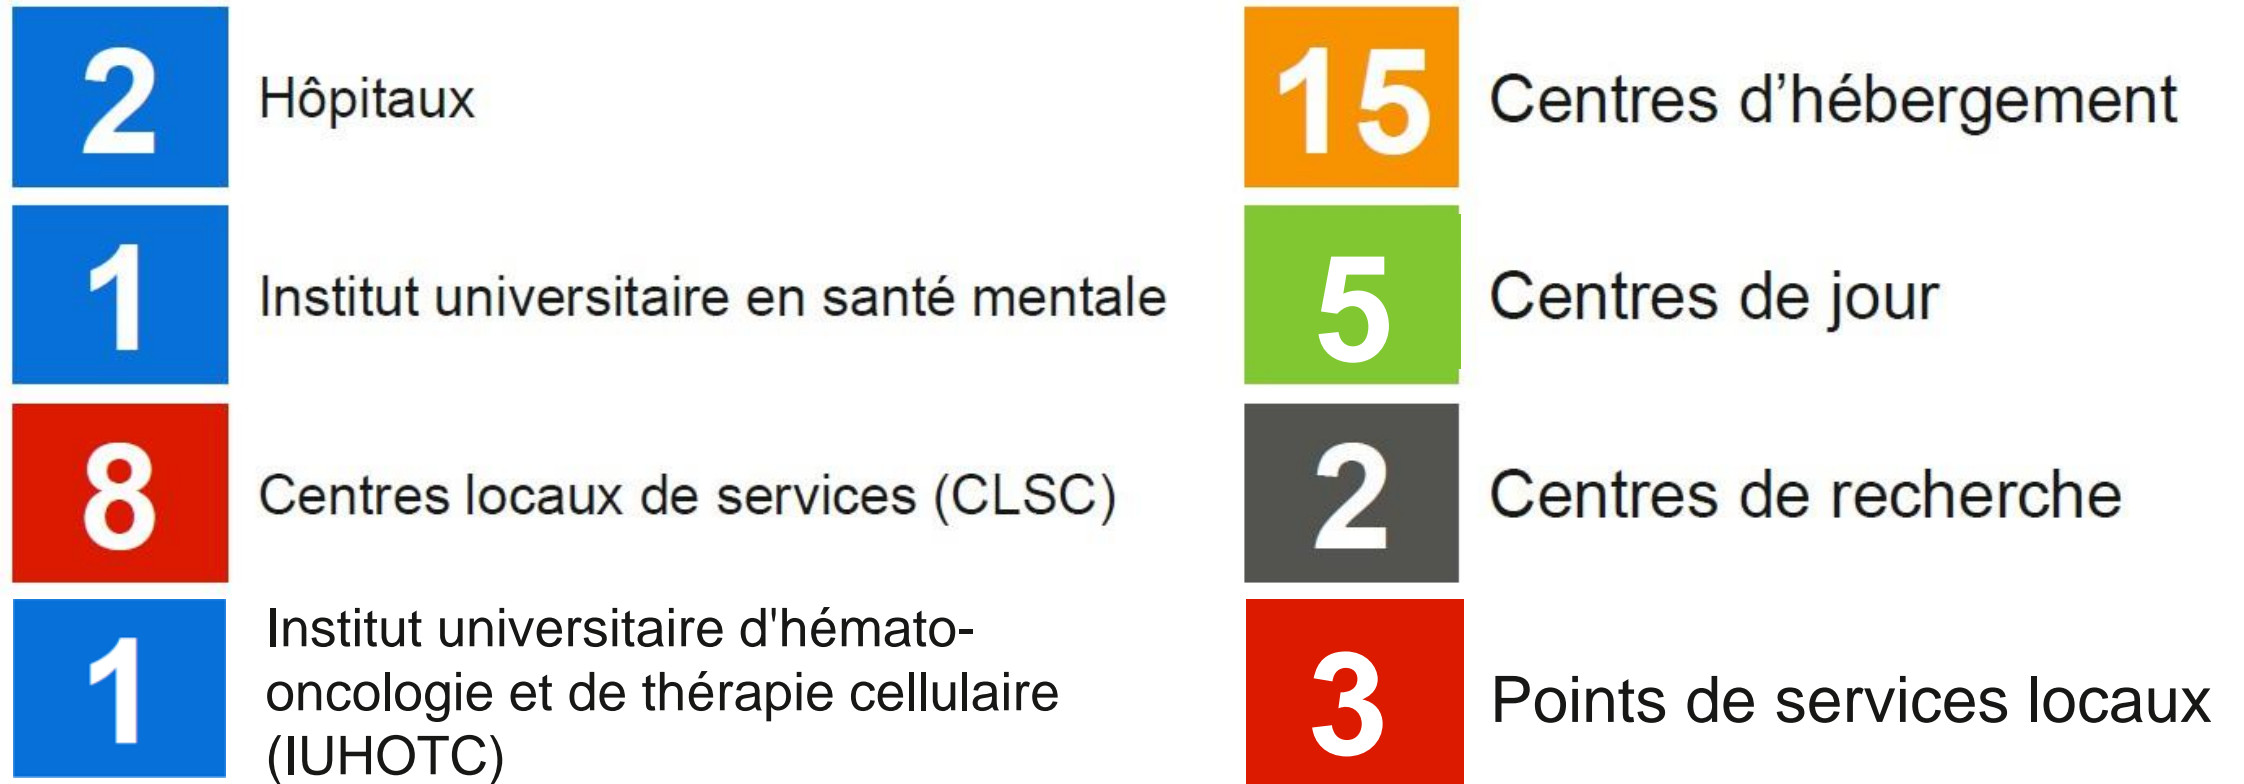 2
Hôpitaux
1
Institut universitaire en santé mentale
8
Centres locaux de services (CLSC)
1
Institut universitaire d'hémato-
oncologie et de thérapie cellulaire
(IUHOTC)
15
Centres d’hébergement
5
Centres de jour
2
Centres de recherche
3
Points de services locaux